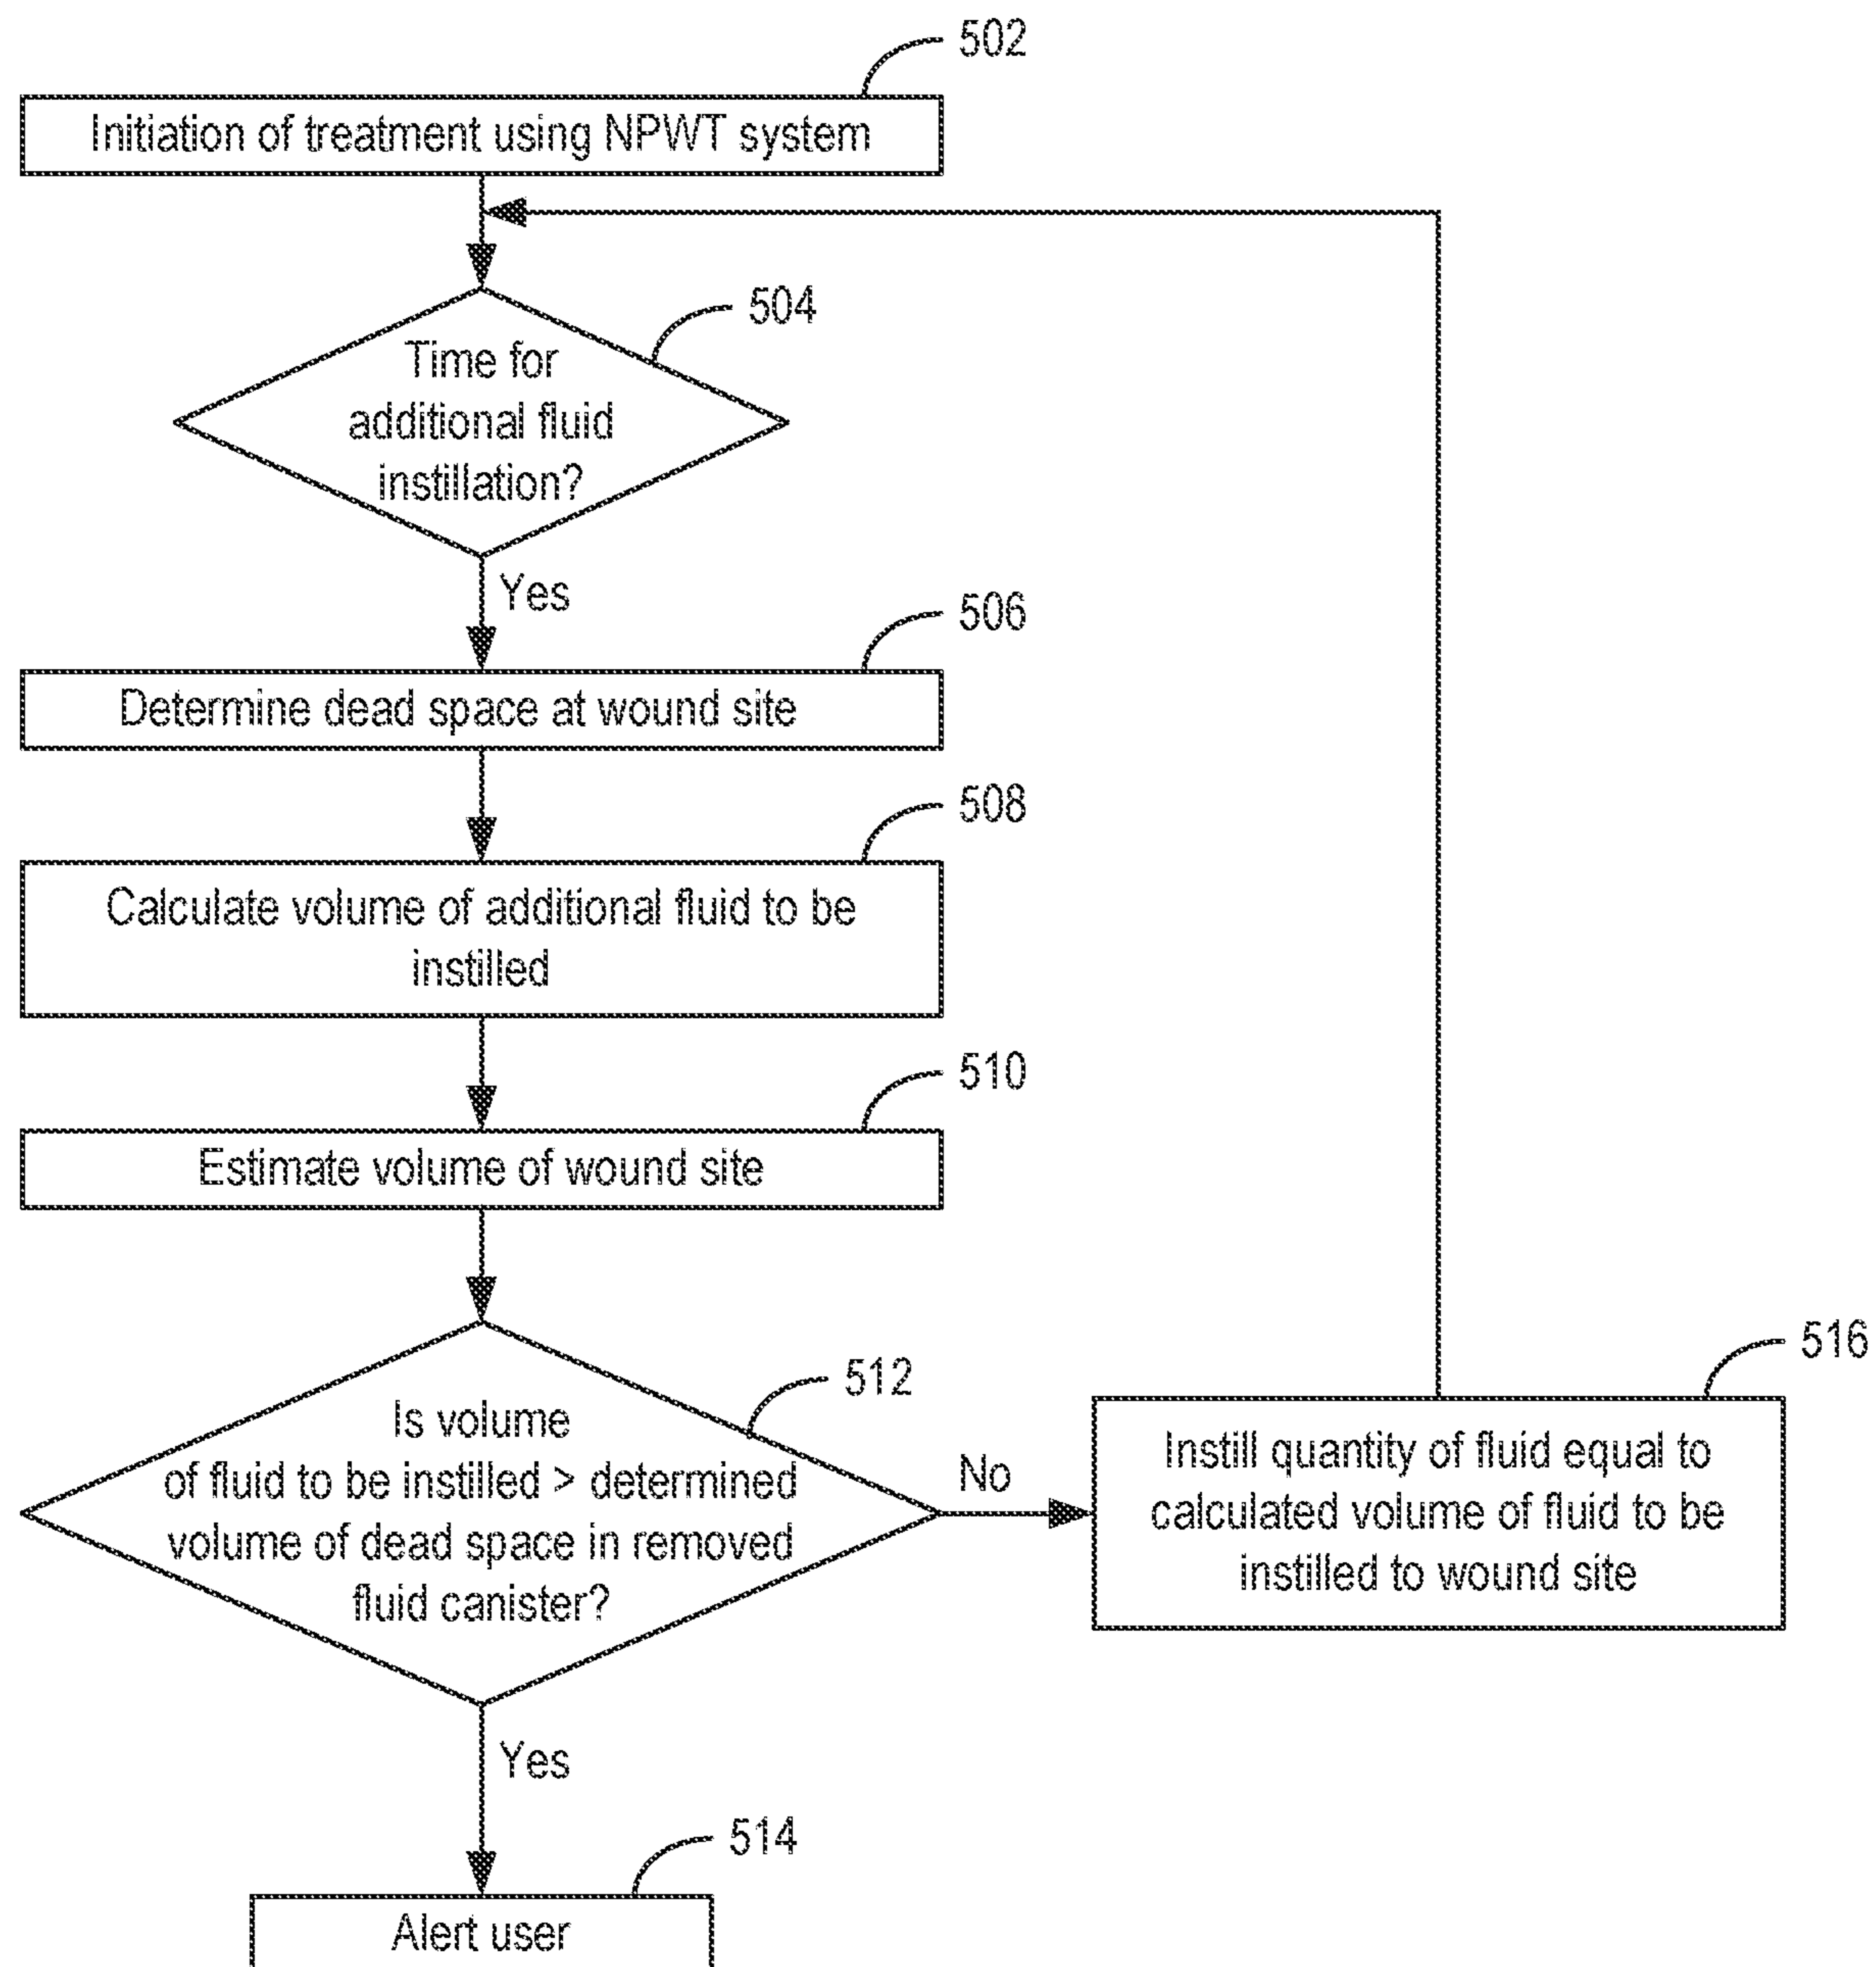 502
Initiation of treatment using NPWT system
504
Time for
additional fluid
instillation?
Yes
506
Determine dead space at wound site
508
Calculate volume of additional fluid to be
instilled
510
Estimate volume of wound site
512
Is volume
of fluid to be instilled > determined
volume of dead space in removed
fluid canister?
No
516
Instill quantity of fluid equal to
calculated volume of fluid to be
instilled to wound site
Yes
514
Alert user